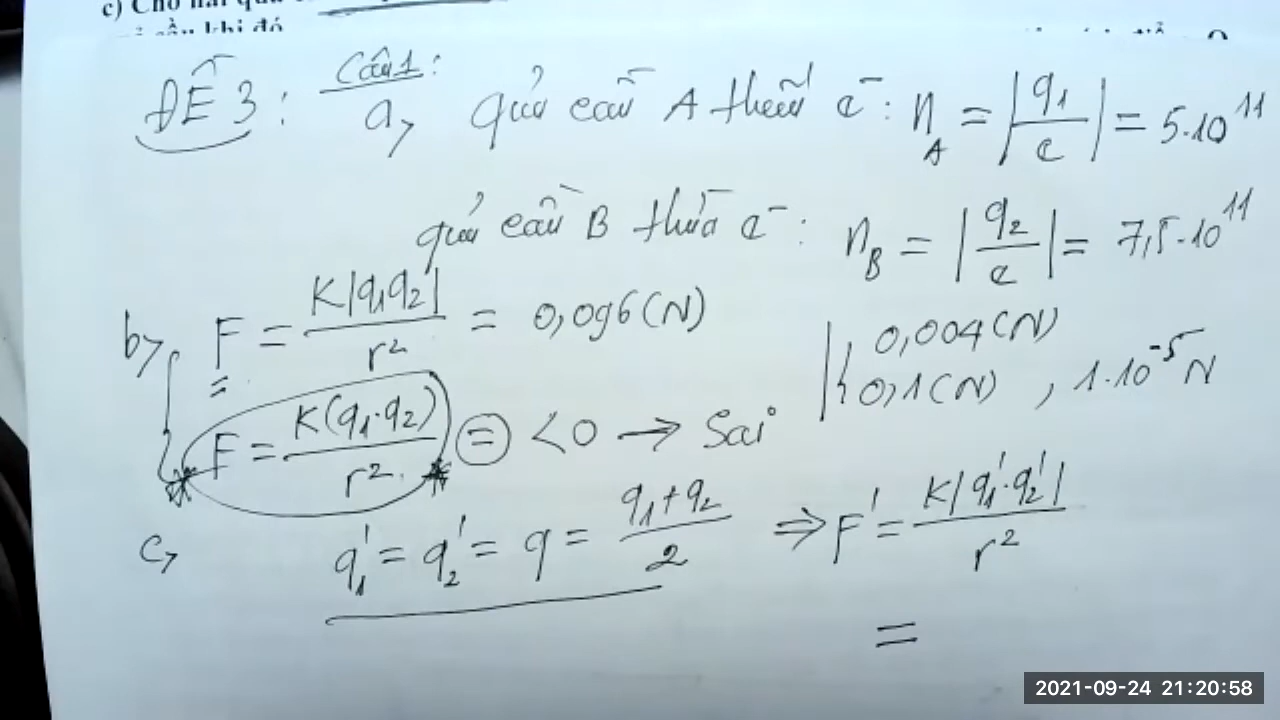 c) Cho hai quả
ĐỀ 3: Câu 1:
a, quả cầu A thiếu e⁻: n_A = |q₁/e| = 5.10¹¹
quả cầu B thừa e⁻: n_B = |q₂/e| = 7,5.10¹¹
b, F = K|q₁q₂|/r² = 0,096 (N)
0,004 (N)
0,1 (N) , 1.10⁻⁵ N
F = K(q₁.q₂)/r² = < 0 → Sai
c, q₁' = q₂' = q = (q₁+q₂)/2 ⇒ F' = K|q₁'.q₂'|/r²
=
2021-09-24 21:20:58